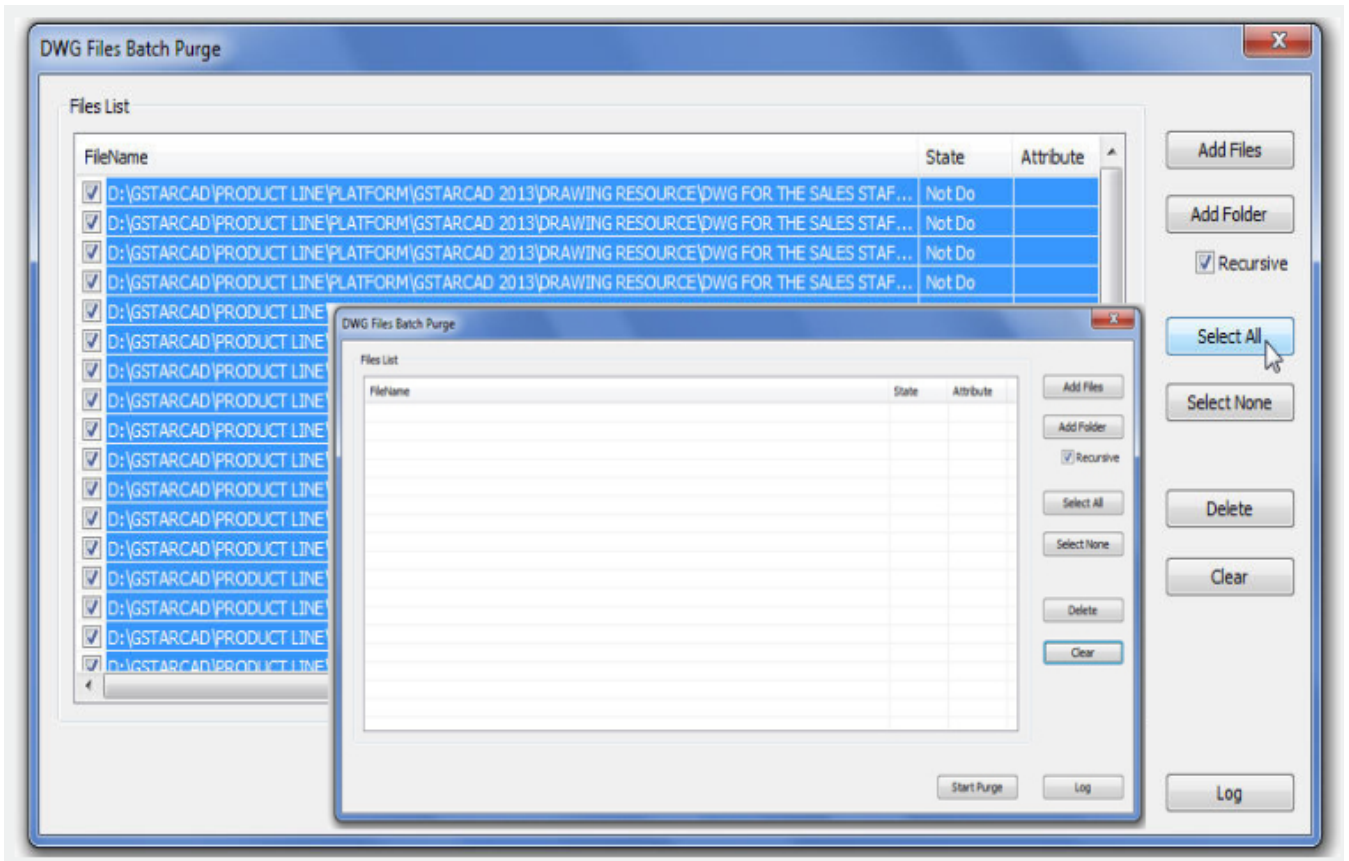 DWG Files Batch Purge
X
Files List
FileName State Attribute
D:\GSTARCAD\PRODUCT LINE\PLATFORM\GSTARCAD 2013\DRAWING RESOURCE\DWG FOR THE SALES STAF... Not Do
D:\GSTARCAD\PRODUCT LINE\PLATFORM\GSTARCAD 2013\DRAWING RESOURCE\DWG FOR THE SALES STAF... Not Do
D:\GSTARCAD\PRODUCT LINE\PLATFORM\GSTARCAD 2013\DRAWING RESOURCE\DWG FOR THE SALES STAF... Not Do
D:\GSTARCAD\PRODUCT LINE\PLATFORM\GSTARCAD 2013\DRAWING RESOURCE\DWG FOR THE SALES STAF... Not Do
D:\GSTARCAD\PRODUCT LINE
D:\GSTARCAD\PRODUCT LINE
D:\GSTARCAD\PRODUCT LINE
D:\GSTARCAD\PRODUCT LINE
D:\GSTARCAD\PRODUCT LINE
D:\GSTARCAD\PRODUCT LINE
D:\GSTARCAD\PRODUCT LINE
D:\GSTARCAD\PRODUCT LINE
D:\GSTARCAD\PRODUCT LINE
D:\GSTARCAD\PRODUCT LINE
D:\GSTARCAD\PRODUCT LINE
D:\GSTARCAD\PRODUCT LINE
D:\GSTARCAD\PRODUCT LINE
Add Files
Add Folder
Recursive
Select All
Select None
Delete
Clear
Log
DWG Files Batch Purge
X
Files List
FileName State Attribute
Add Files
Add Folder
Recursive
Select All
Select None
Delete
Clear
Start Purge
Log